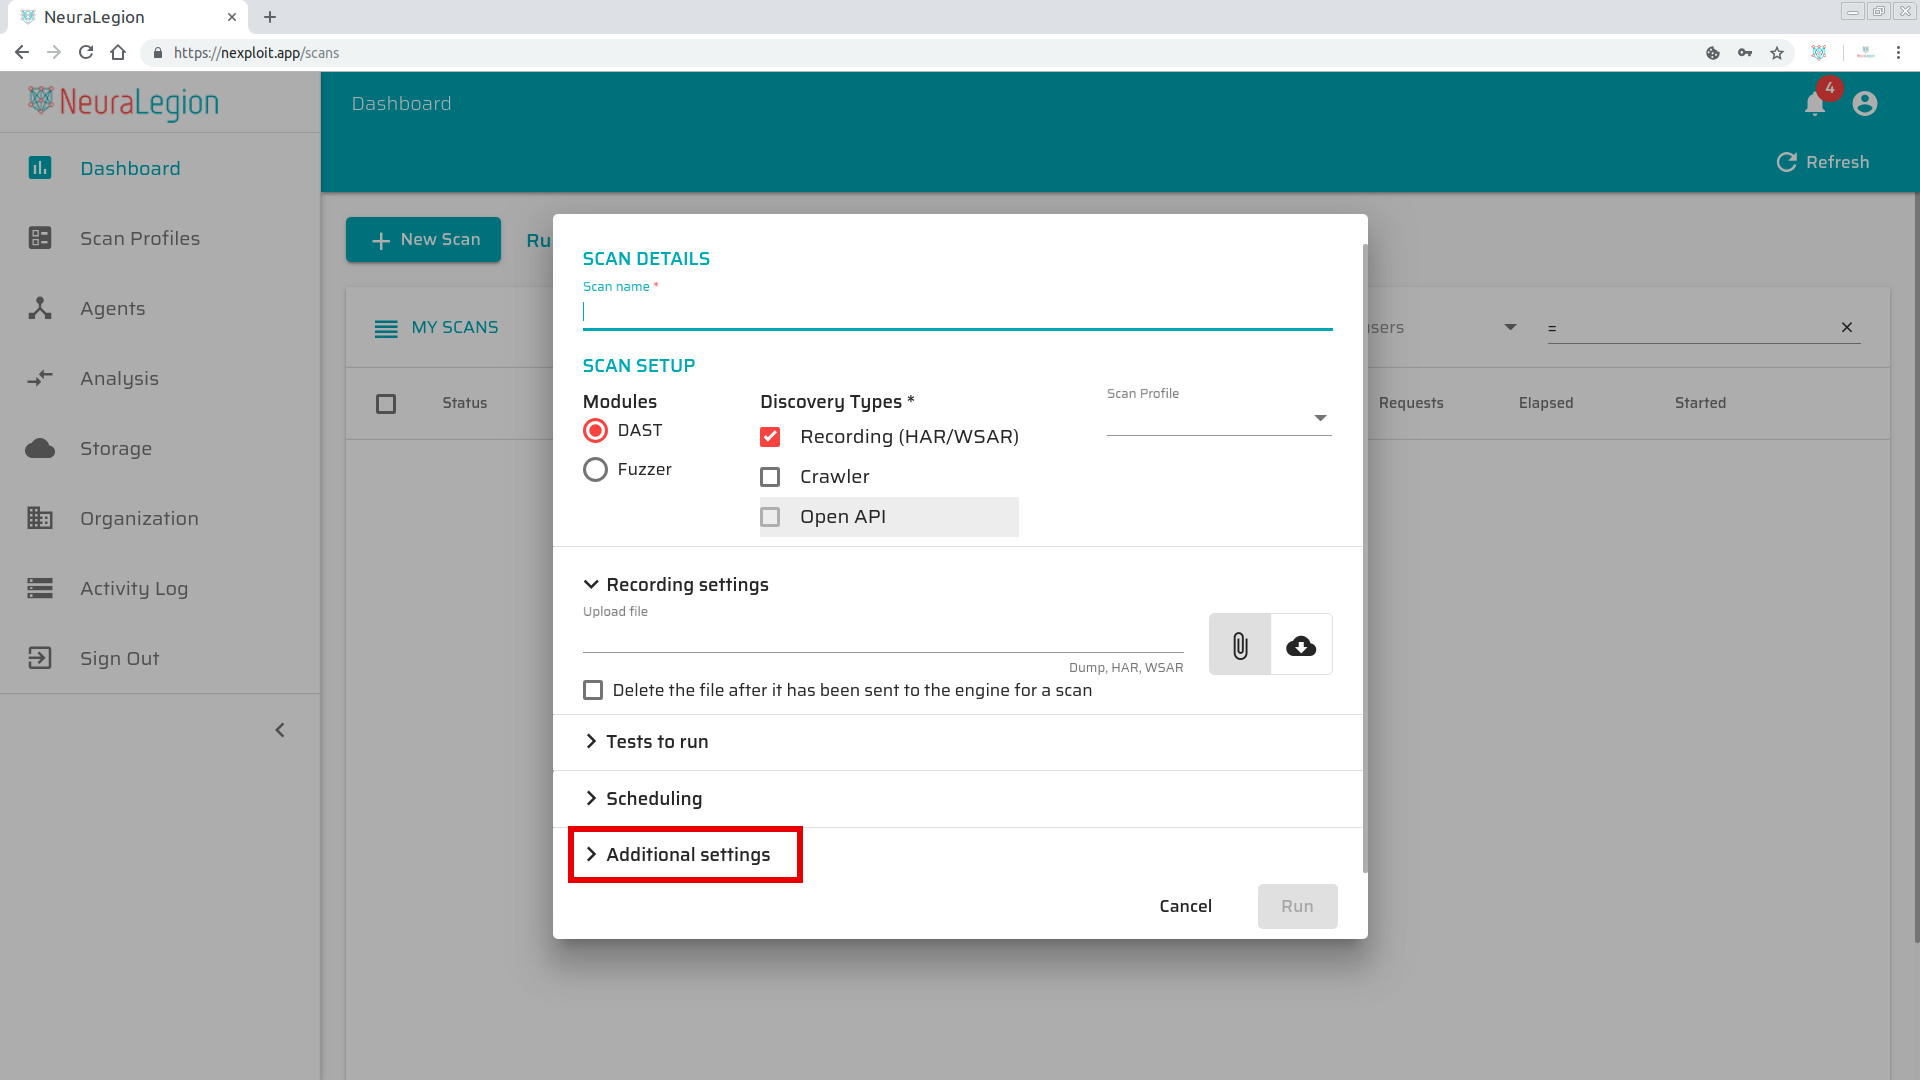 NeuraLegion
https://nexploit.app/scans
NeuraLegion
Dashboard
4
Refresh
Dashboard
Scan Profiles
Agents
Analysis
Storage
Organization
Activity Log
Sign Out
New Scan
Ru
MY SCANS
sers
=
Status
Requests
Elapsed
Started
SCAN DETAILS
Scan name *
SCAN SETUP
Modules
DAST
Fuzzer
Discovery Types *
Recording (HAR/WSAR)
Crawler
Open API
Scan Profile
Recording settings
Upload file
Dump, HAR, WSAR
Delete the file after it has been sent to the engine for a scan
Tests to run
Scheduling
Additional settings
Cancel
Run